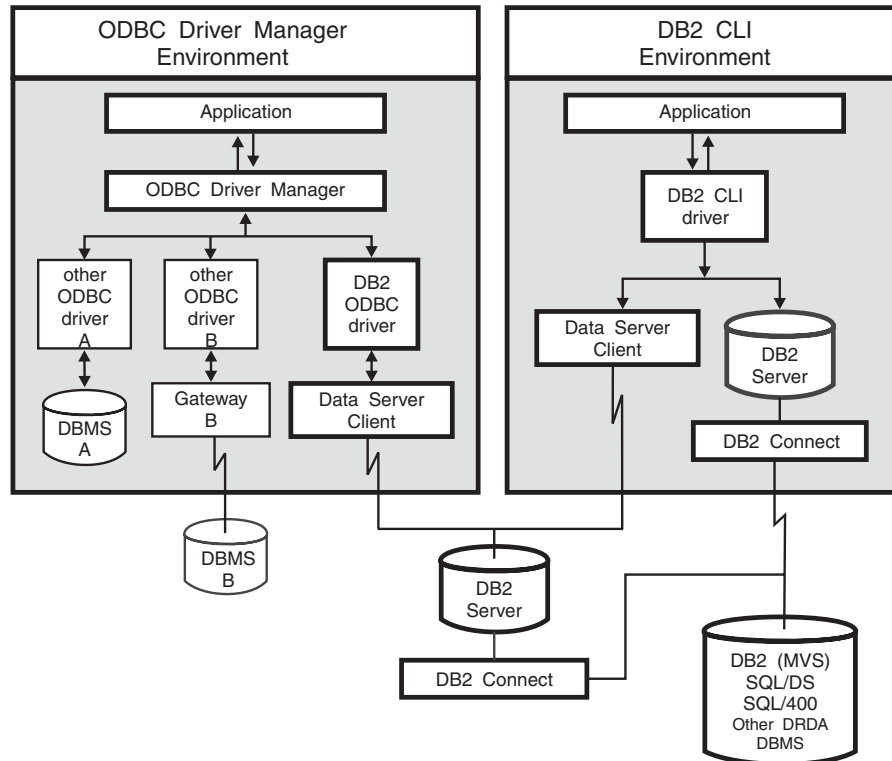 ODBC Driver Manager
Environment
Application
ODBC Driver Manager
other
ODBC
driver
A
other
ODBC
driver
B
DB2
ODBC
driver
DBMS
A
Gateway
B
Data Server
Client
DBMS
B
DB2 CLI
Environment
Application
DB2 CLI
driver
Data Server
Client
DB2
Server
DB2 Connect
DB2
Server
DB2 Connect
DB2 (MVS)
SQL/DS
SQL/400
Other DRDA
DBMS